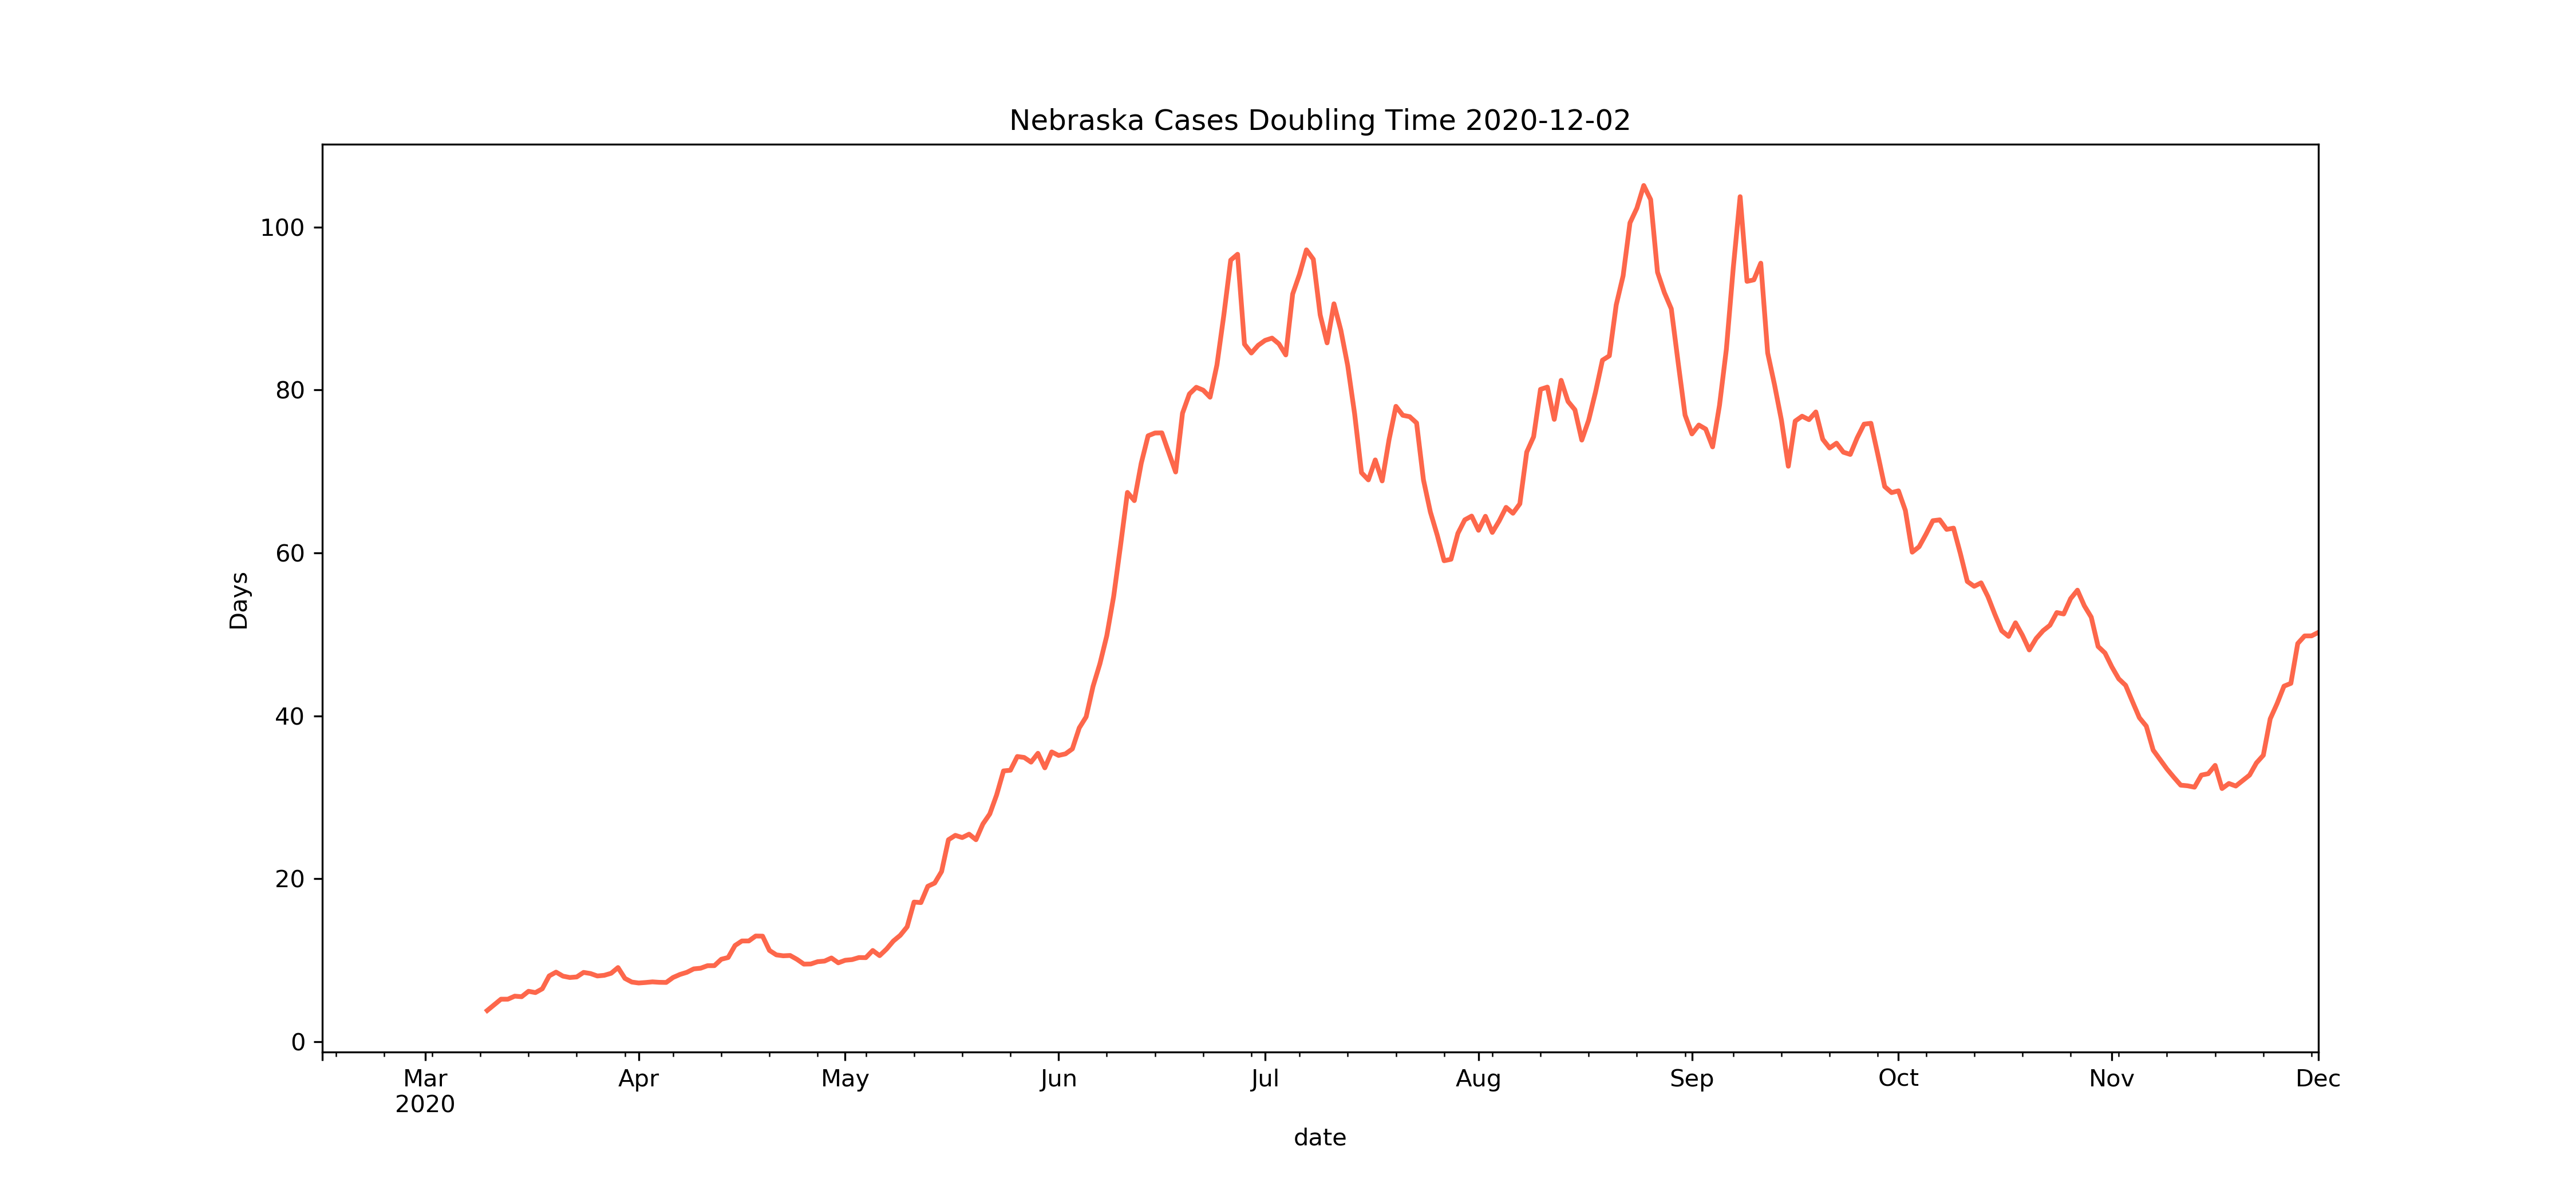 Nebraska Cases Doubling Time 2020-12-02
100
80
60
40
20
0
Days
Mar Apr May Jun Jul Aug Sep Oct Nov Dec
2020
date